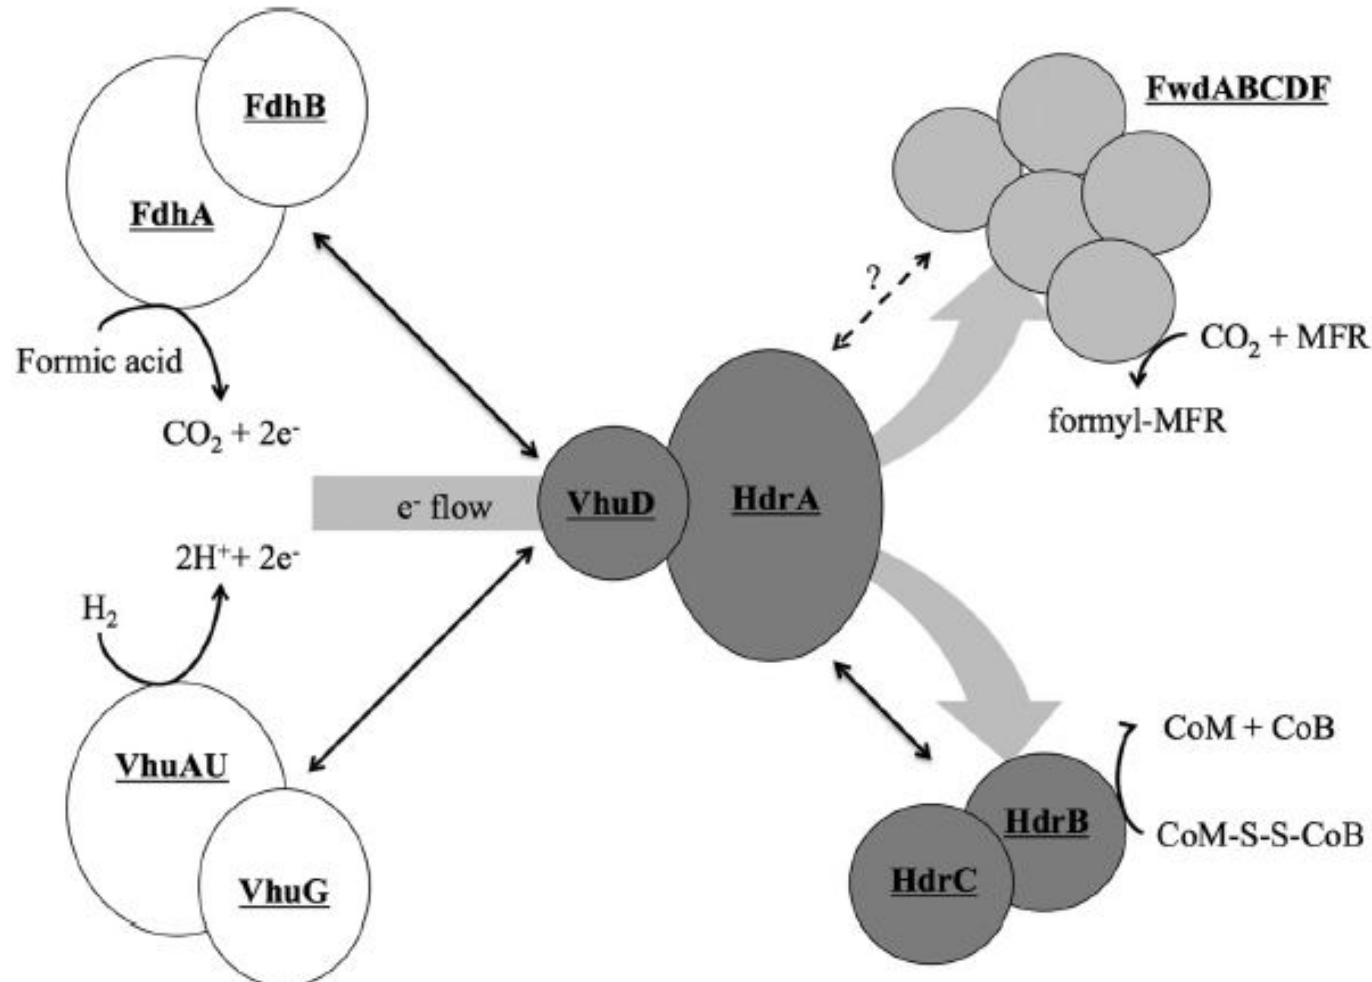 FdhB
FwdABCDF
FdhA
?
Formic acid
CO₂ + MFR
CO₂ + 2e⁻
formyl-MFR
e⁻ flow
VhuD
HdrA
2H⁺+ 2e⁻
H₂
CoM + CoB
VhuAU
HdrB
CoM-S-S-CoB
VhuG
HdrC